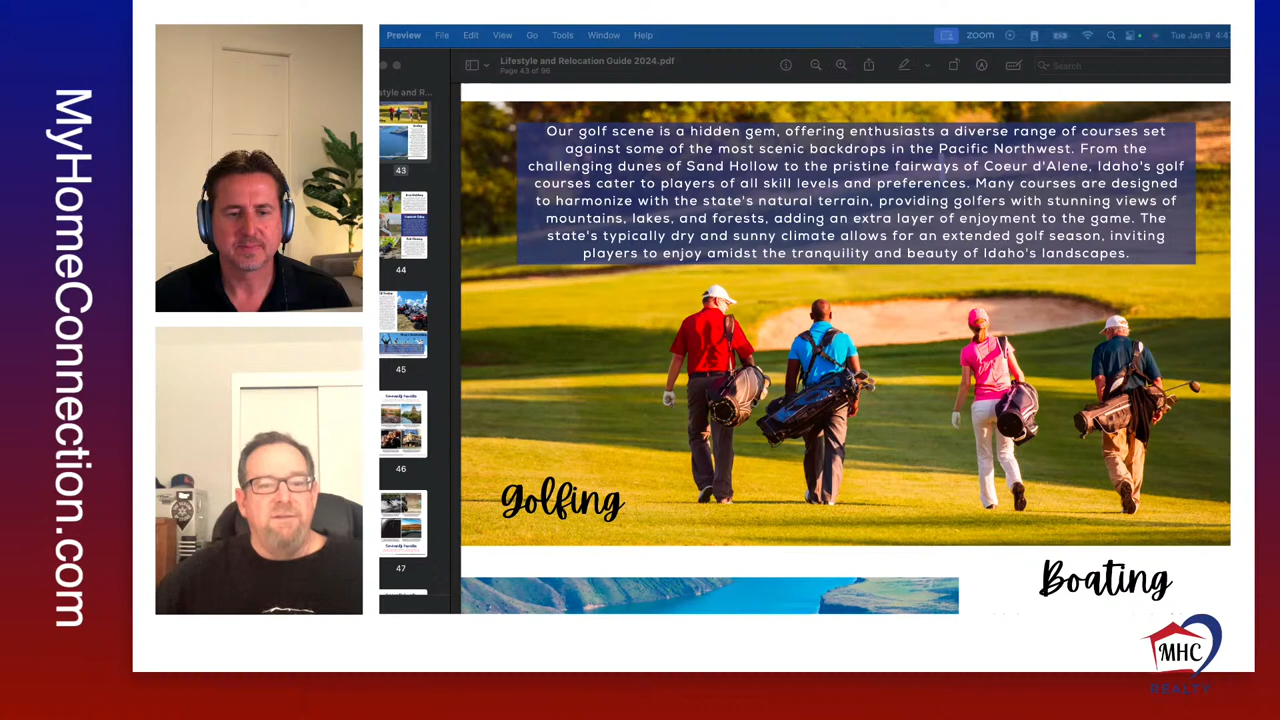 MyHomeConnection.com
Preview File Edit View Go Tools Window Help
zoom
Tue Jan 9 4:4
Lifestyle and Relocation Guide 2024.pdf
Page 43 of 96
Search
style and R...
43
44
45
46
47
Our golf scene is a hidden gem, offering enthusiasts a diverse range of courses set
against some of the most scenic backdrops in the Pacific Northwest. From the
challenging dunes of Sand Hollow to the pristine fairways of Coeur d'Alene, Idaho's golf
courses cater to players of all skill levels and preferences. Many courses are designed
to harmonize with the state's natural terrain, providing golfers with stunning views of
mountains, lakes, and forests, adding an extra layer of enjoyment to the game. The
state's typically dry and sunny climate allows for an extended golf season, inviting
players to enjoy amidst the tranquility and beauty of Idaho's landscapes.
Golfing
Boating
MHC
REALTY